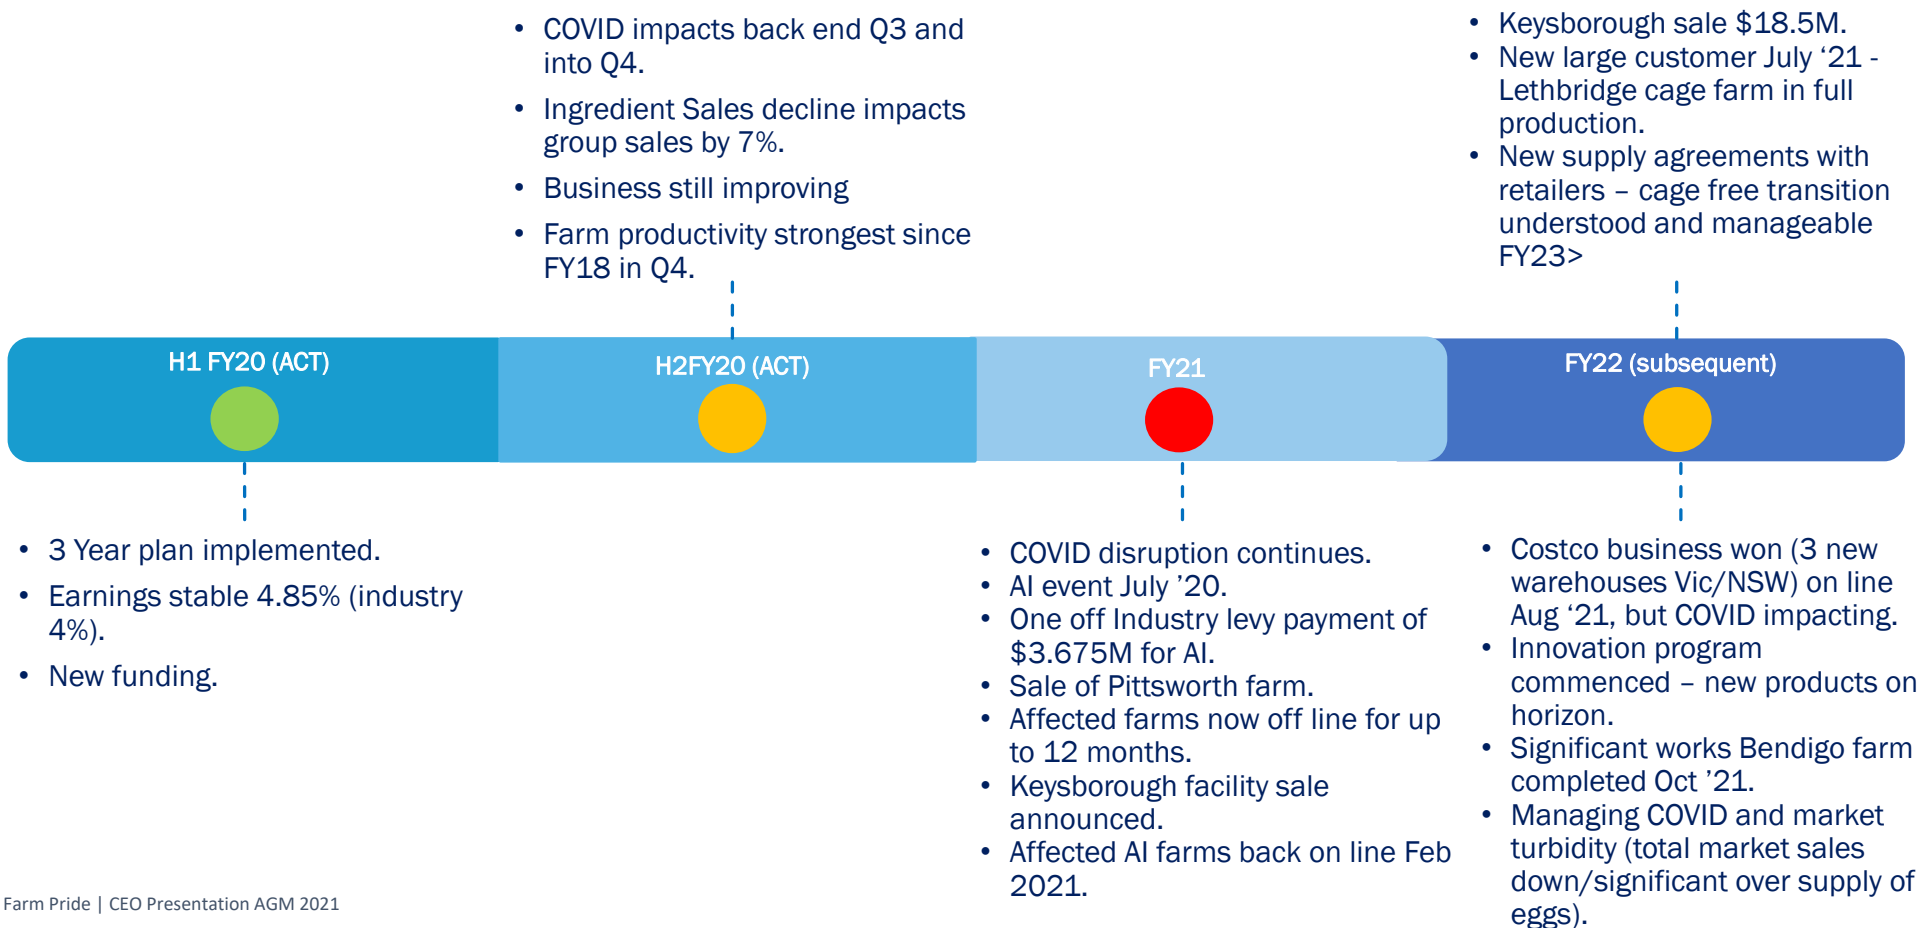 • COVID impacts back end Q3 and
into Q4.
• Ingredient Sales decline impacts
group sales by 7%.
• Business still improving
• Farm productivity strongest since
FY18 in Q4.
• Keysborough sale $18.5M.
• New large customer July ‘21 -
Lethbridge cage farm in full
production.
• New supply agreements with
retailers – cage free transition
understood and manageable
FY23>
H1 FY20 (ACT)
H2FY20 (ACT)
FY21
FY22 (subsequent)
• 3 Year plan implemented.
• Earnings stable 4.85% (industry
4%).
• New funding.
• COVID disruption continues.
• AI event July ’20.
• One off Industry levy payment of
$3.675M for AI.
• Sale of Pittsworth farm.
• Affected farms now off line for up
to 12 months.
• Keysborough facility sale
announced.
• Affected AI farms back on line Feb
2021.
• Costco business won (3 new
warehouses Vic/NSW) on line
Aug ‘21, but COVID impacting.
• Innovation program
commenced – new products on
horizon.
• Significant works Bendigo farm
completed Oct ’21.
• Managing COVID and market
turbidity (total market sales
down/significant over supply of
eggs).
Farm Pride | CEO Presentation AGM 2021